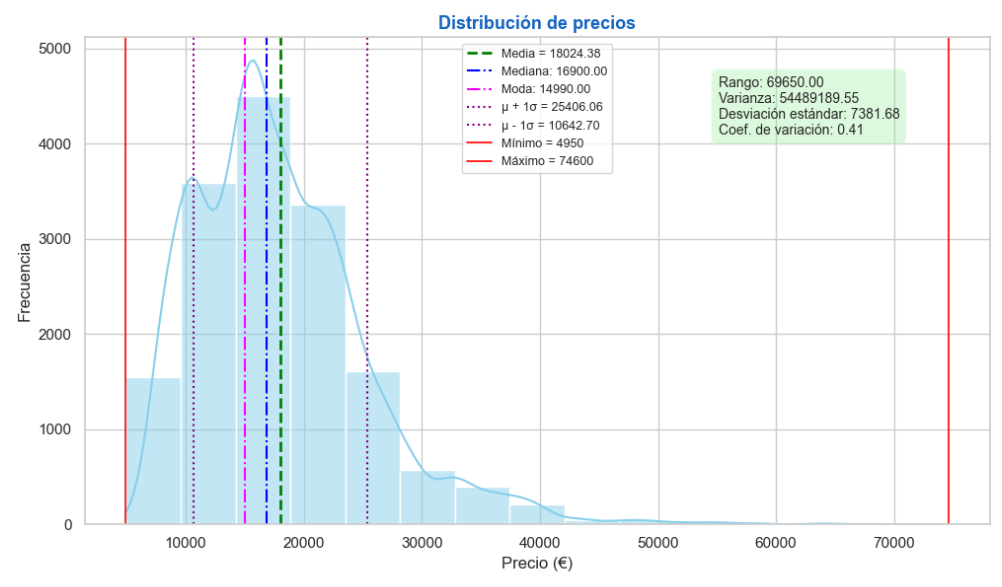 Distribución de precios
5000
4000
3000
2000
1000
0
Frecuencia
Media = 18024.38
Mediana: 16900.00
Moda: 14990.00
μ + 1σ = 25406.06
μ - 1σ = 10642.70
Mínimo = 4950
Máximo = 74600
Rango: 69650.00
Varianza: 54489189.55
Desviación estándar: 7381.68
Coef. de variación: 0.41
10000
20000
30000
40000
50000
60000
70000
Precio (€)